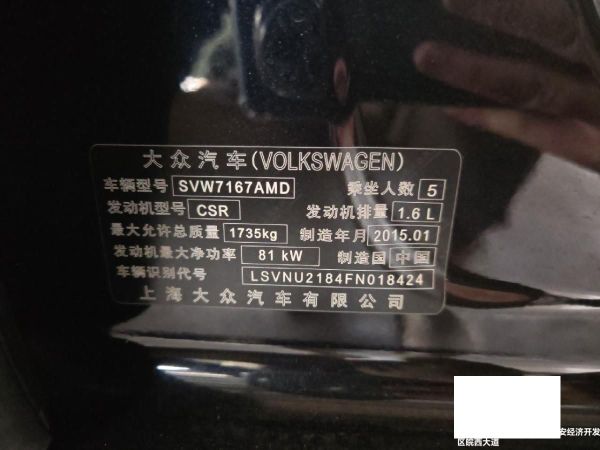 大众汽车(VOLKSWAGEN)
车辆型号 SVW7167AMD 乘坐人数 5
发动机型号 CSR 发动机排量 1.6 L
最大允许总质量 1735kg 制造年月 2015.01
发动机最大净功率 81 kW 制造国 中国
车辆识别代号 LSVNU2184FN018424
上海大众汽车有限公司
安经济开发
区皖西大道